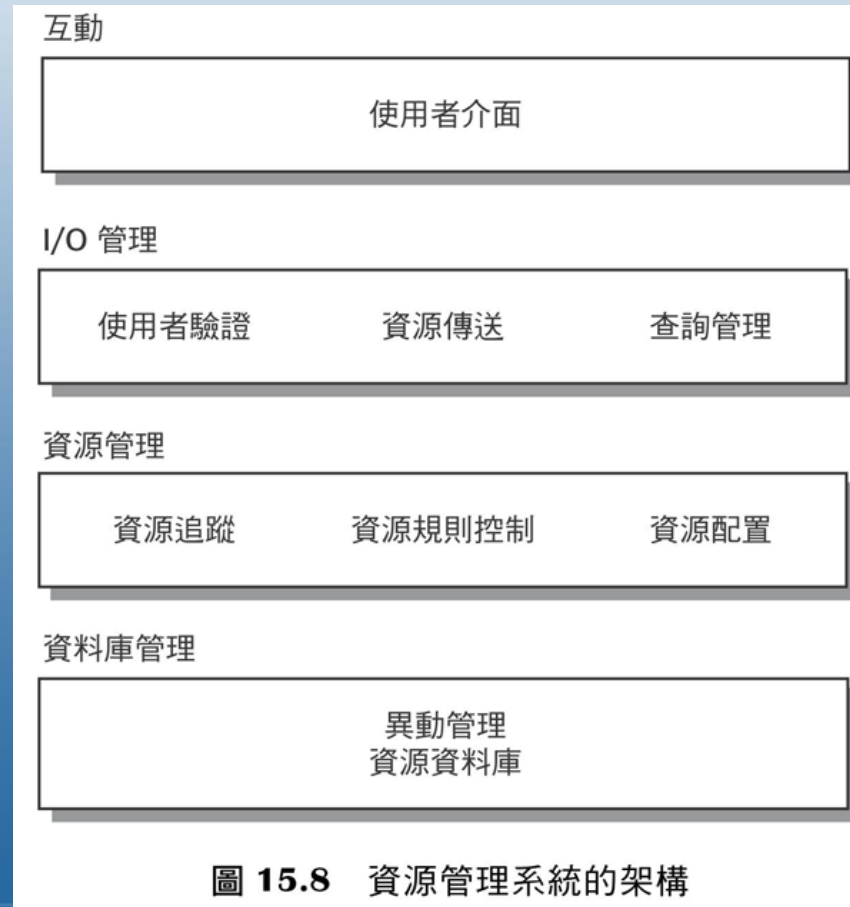 互動
使用者介面
I/O 管理
使用者驗證 資源傳送 查詢管理
資源管理
資源追蹤 資源規則控制 資源配置
資料庫管理
異動管理
資源資料庫
圖 15.8 資源管理系統的架構